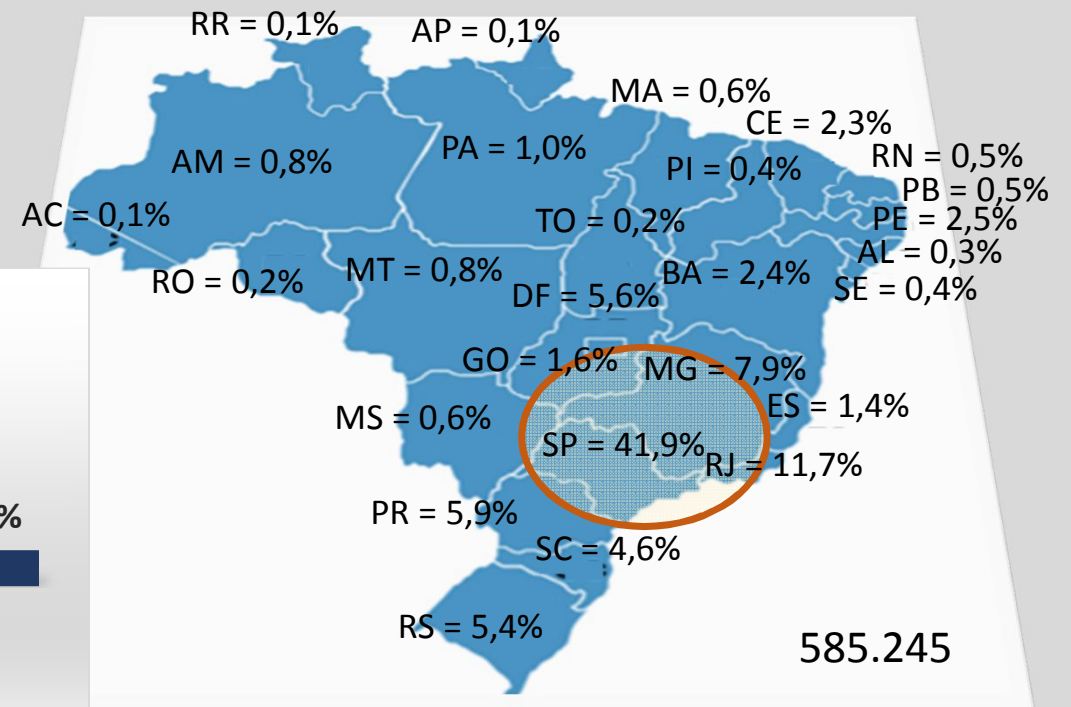 RR = 0,1%
AP = 0,1%
MA = 0,6%
CE = 2,3%
AM = 0,8%
PA = 1,0%
PI = 0,4%
RN = 0,5%
PB = 0,5%
AC = 0,1%
TO = 0,2%
PE = 2,5%
AL = 0,3%
RO = 0,2%
MT = 0,8%
DF = 5,6%
BA = 2,4%
SE = 0,4%
GO = 1,6%
MG = 7,9%
MS = 0,6%
ES = 1,4%
SP = 41,9%
RJ = 11,7%
PR = 5,9%
%
SC = 4,6%
RS = 5,4%
585.245